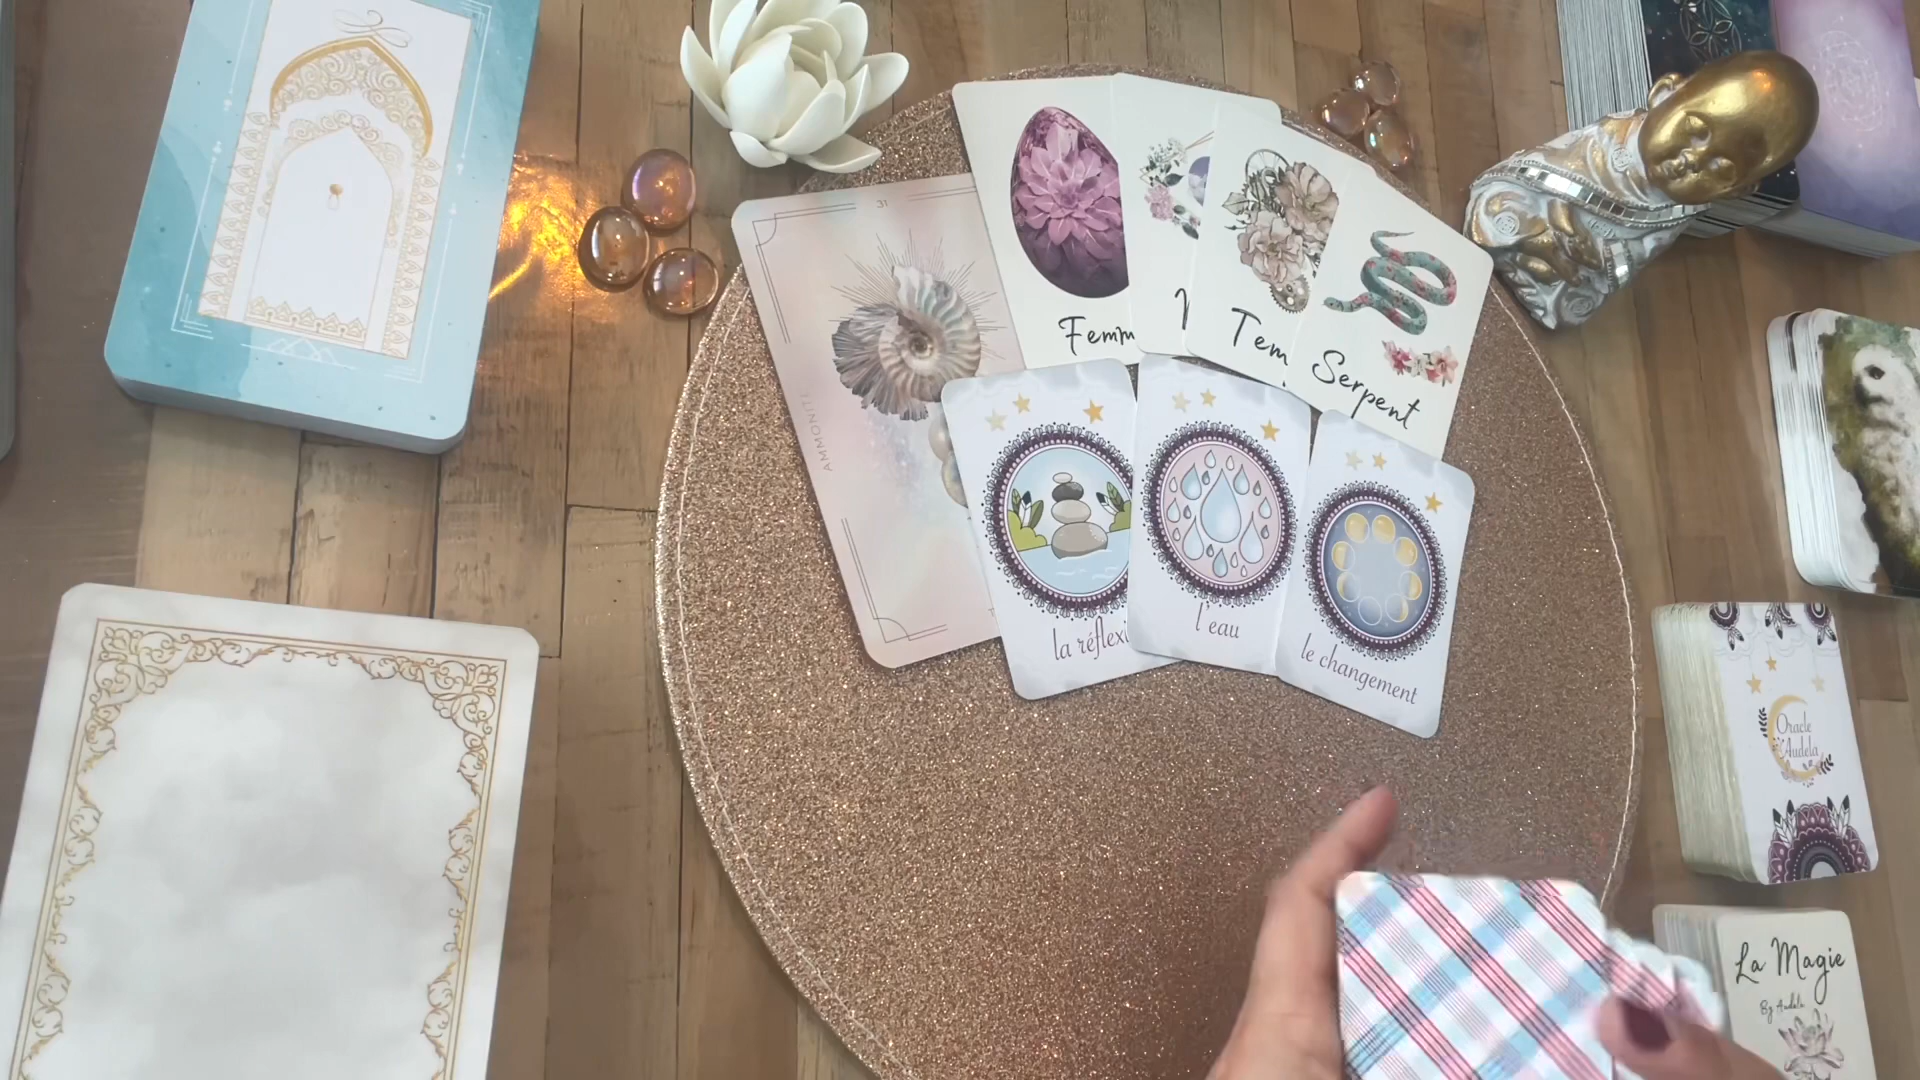 31
AMMONITE
Femm
Tem
Serpent
la réflexi
l'eau
le changement
Oracle
d'Audela
La Magie
By Audela